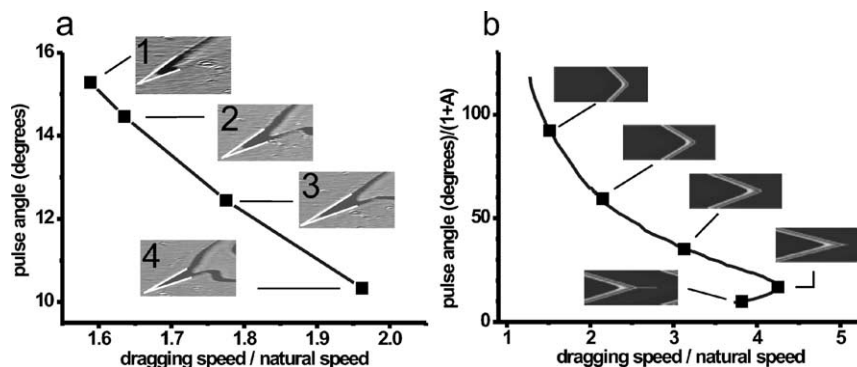 a
1
2
3
4
16
14
12
10
pulse angle (degrees)
1.6 1.7 1.8 1.9 2.0
dragging speed / natural speed
b
100
50
0
pulse angle (degrees)/(1+A)
1 2 3 4 5
dragging speed / natural speed